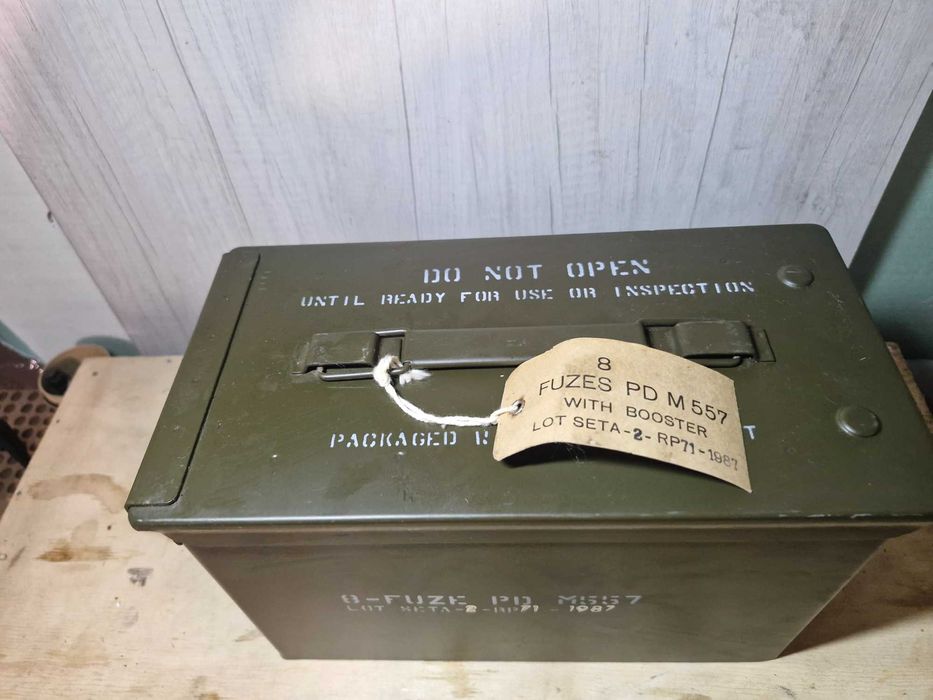 DO NOT OPEN
UNTIL READY FOR USE OR INSPECTION
8
FUZES PD M 557
WITH BOOSTER
LOT SETA-2-RP71-1987
PACKAGED
8-FUZE PD M557
LOT SETA-2-RP71-1987